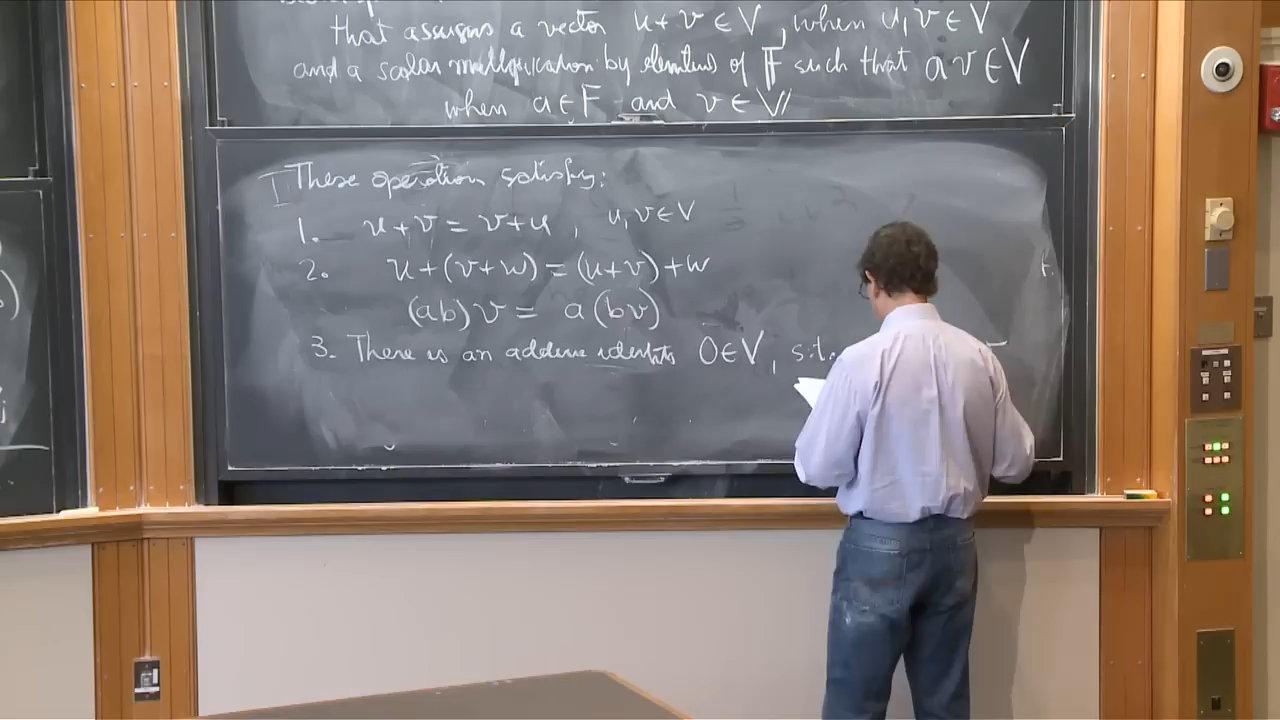 that assigns a vector u+v ∈ V, when u, v ∈ V
and a scalar multiplication by elements of 𝔽 such that a v ∈ V
when a ∈ F and v ∈ V
These operations satisfy:
1. u+v = v+u , u, v ∈ V
2. u+(v+w) = (u+v)+w
(ab)v = a(bv)
3. There is an additive identity 0 ∈ V, s.t.